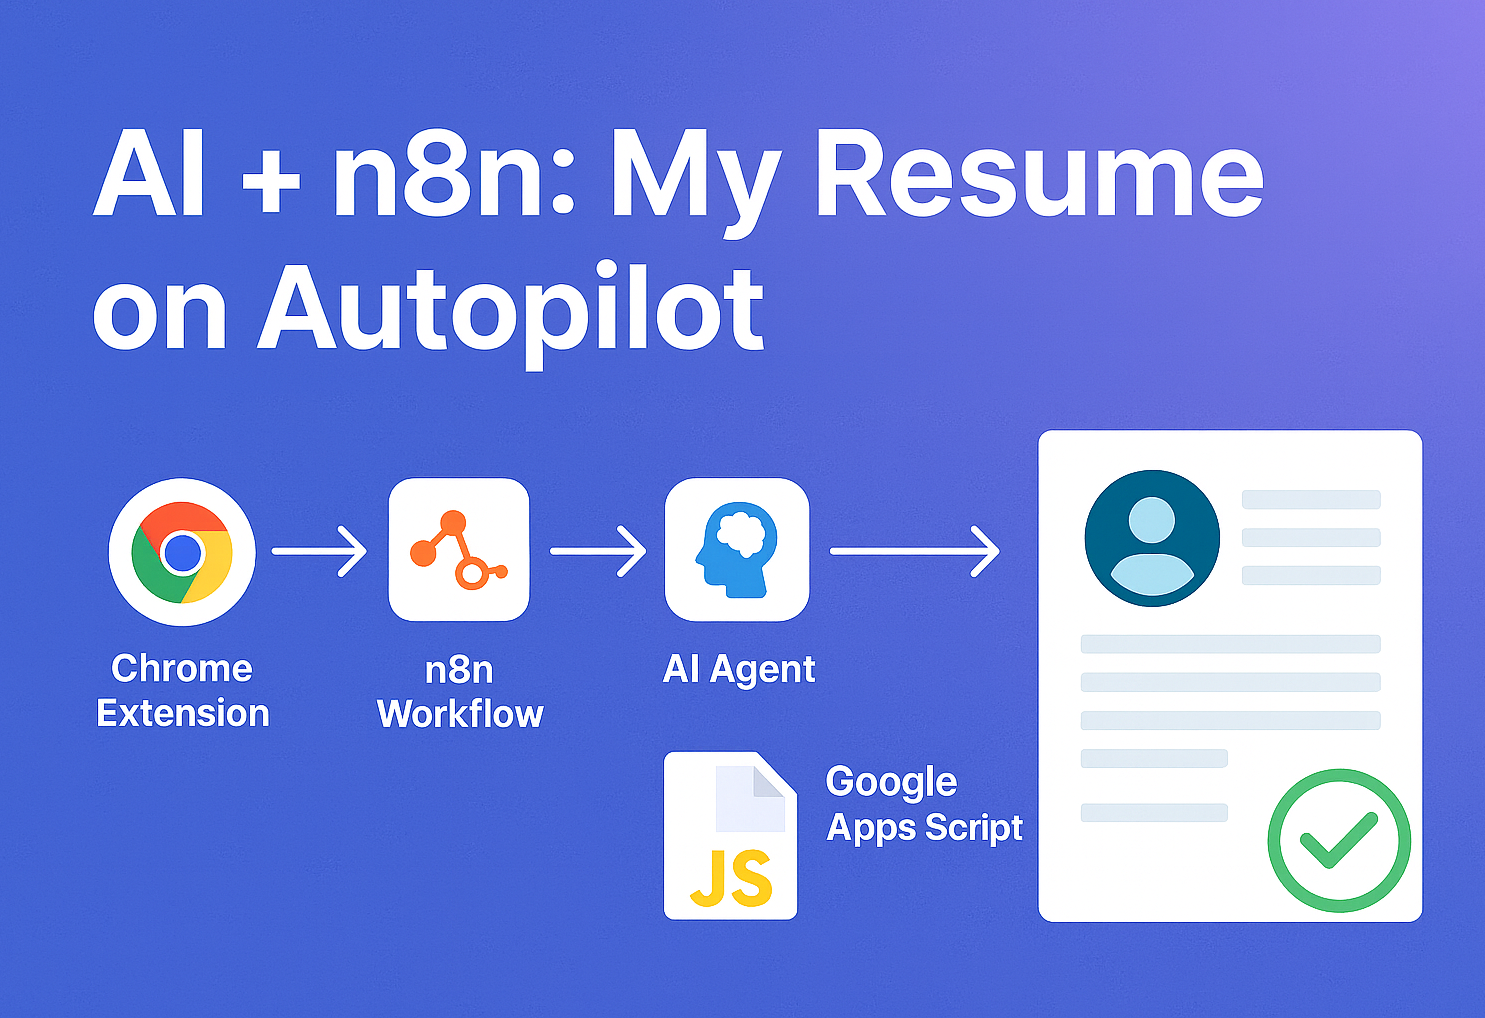 AI + n8n: My Resume
on Autopilot
Chrome
Extension
n8n
Workflow
AI Agent
Google
Apps Script
JS